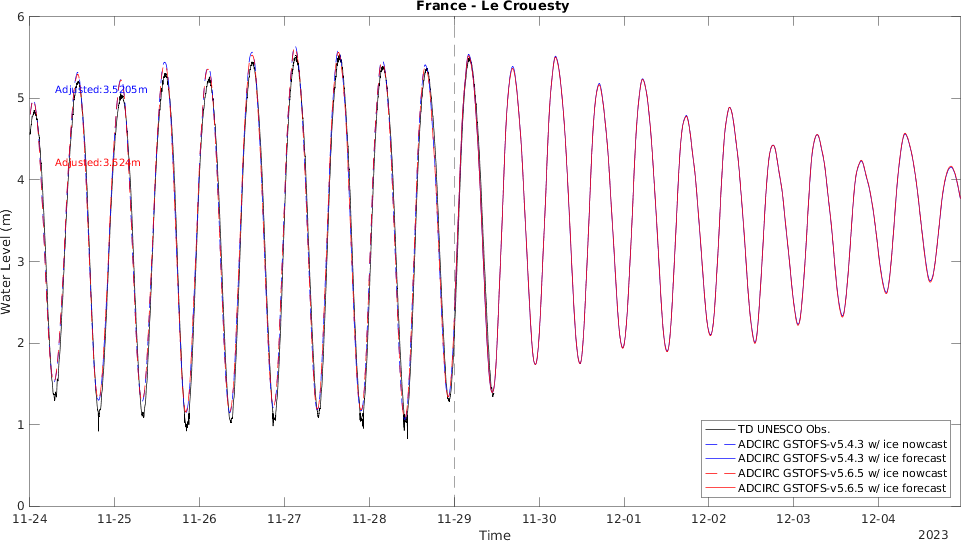 France - Le Crouesty
6
5
4
3
2
1
0
Water Level (m)
Adjusted:3.5205m
Adjusted:3.524m
TD UNESCO Obs.
ADCIRC GSTOFS-v5.4.3 w/ ice nowcast
ADCIRC GSTOFS-v5.4.3 w/ ice forecast
ADCIRC GSTOFS-v5.6.5 w/ ice nowcast
ADCIRC GSTOFS-v5.6.5 w/ ice forecast
11-24 11-25 11-26 11-27 11-28 11-29 11-30 12-01 12-02 12-03 12-04
Time
2023